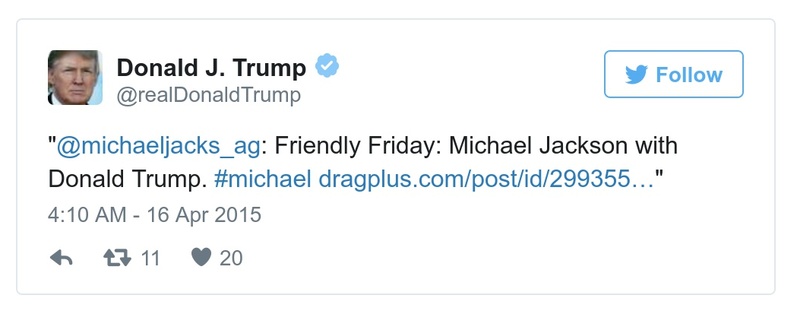 Donald J. Trump
@realDonaldTrump
Follow
"@michaeljacks_ag: Friendly Friday: Michael Jackson with
Donald Trump. #michael dragplus.com/post/id/299355…"
4:10 AM - 16 Apr 2015
11 20